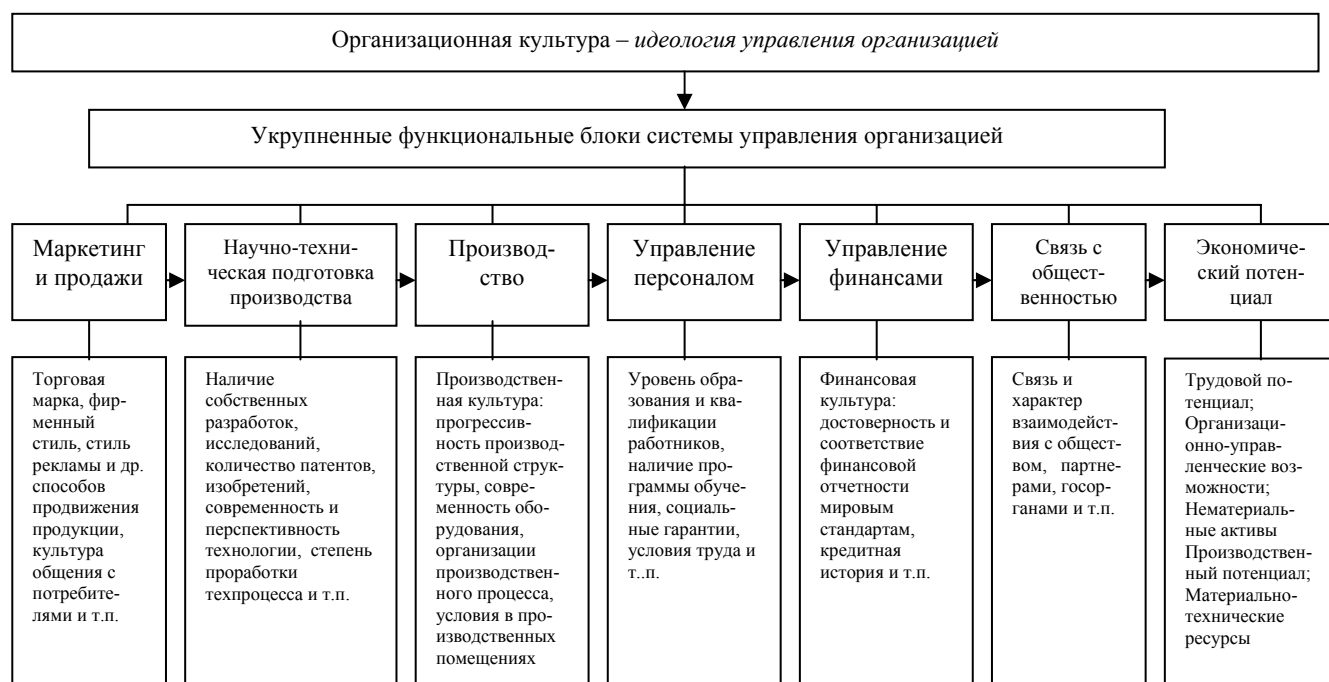 Организационная культура – идеология управления организацией
Укрупненные функциональные блоки системы управления организацией
Маркетинг
и продажи
Научно-техни-
ческая подготовка
производства
Производ-
ство
Управление
персоналом
Управление
финансами
Связь с
общест-
венностью
Экономиче-
ский потен-
циал
Торговая
марка, фир-
менный
стиль, стиль
рекламы и др.
способов
продвижения
продукции,
культура
общения с
потребите-
лями и т.п.
Наличие
собственных
разработок,
исследований,
количество патентов,
изобретений,
современность и
перспективность
технологии, степень
проработки
техпроцесса и т.п.
Производствен-
ная культура:
прогрессив-
ность производ-
ственной струк-
туры, совре-
менность обо-
рудования,
организации
производствен-
ного процесса,
условия в про-
изводственных
помещениях
Уровень обра-
зования и ква-
лификации
работников,
наличие про-
граммы обуче-
ния, социаль-
ные гарантии,
условия труда и
т..п.
Финансовая
культура:
достоверность и
соответствие
финансовой
отчетности
мировым
стандартам,
кредитная
история и т.п.
Связь и
характер
взаимодейст-
вия с общест-
вом, партне-
рами, госор-
ганами и т.п.
Трудовой по-
тенциал;
Организаци-
онно-управ-
ленческие воз-
можности;
Нематериаль-
ные активы
Производствен-
ный потенциал;
Материально-
технические
ресурсы